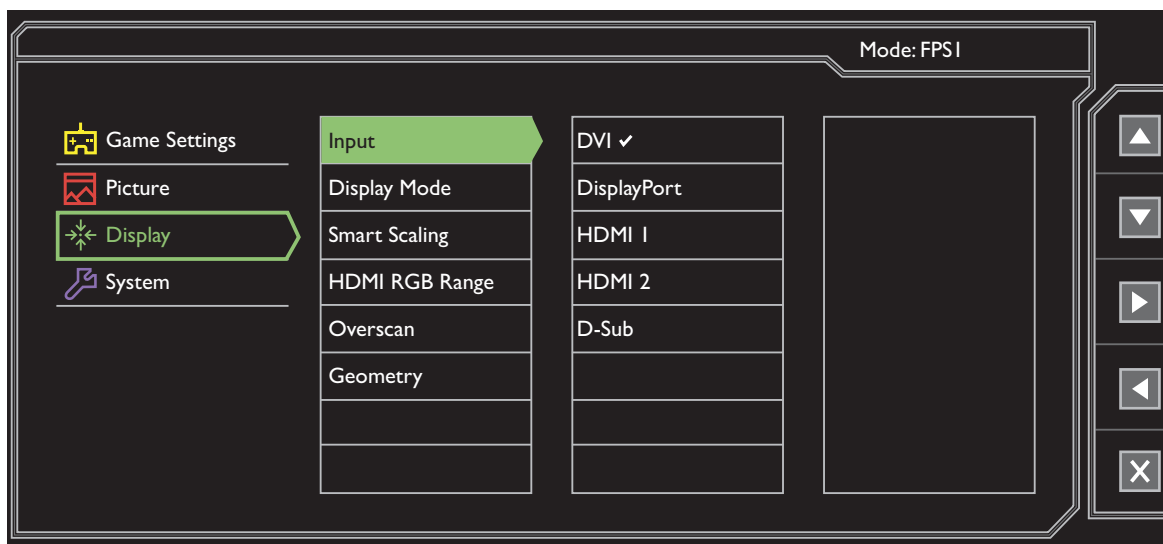 Mode: FPS1
Game Settings
Picture
Display
System
Input
Display Mode
Smart Scaling
HDMI RGB Range
Overscan
Geometry
DVI ✔
DisplayPort
HDMI 1
HDMI 2
D-Sub